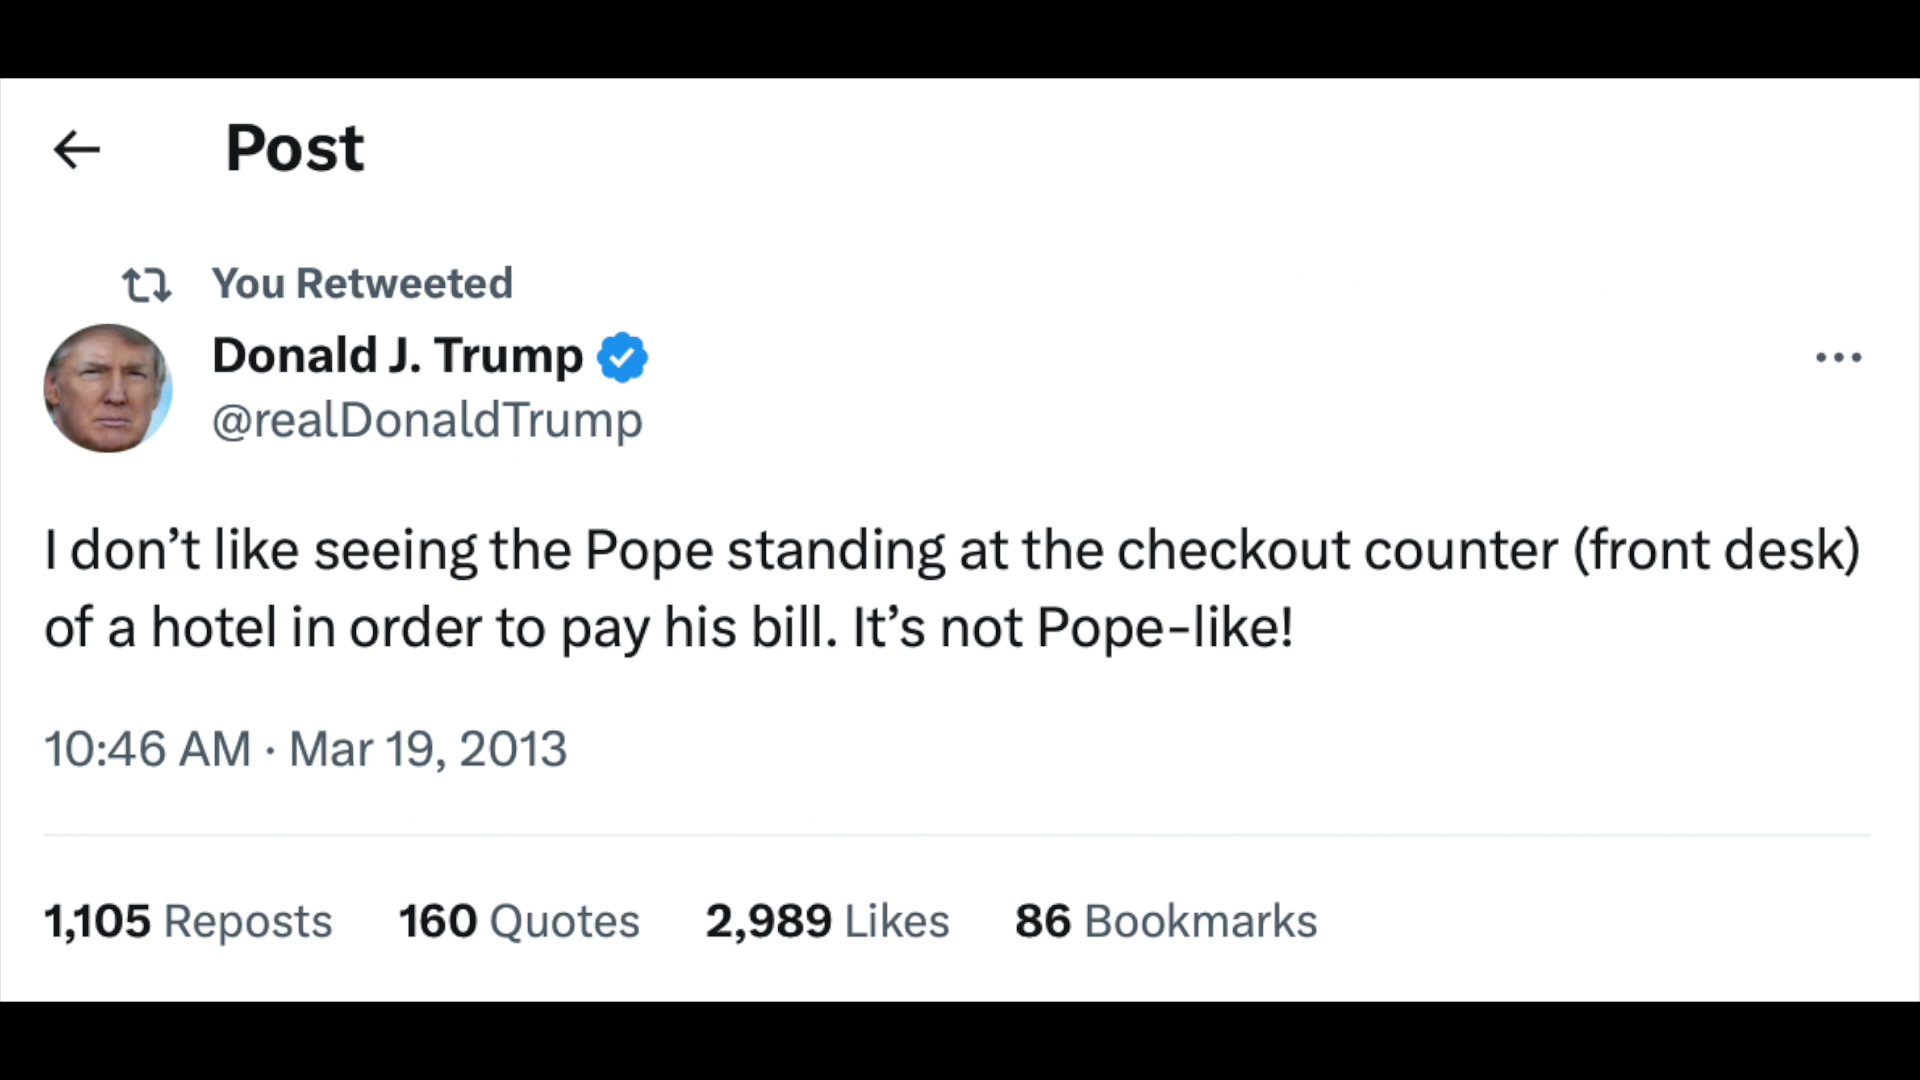 Post
You Retweeted
Donald J. Trump
@realDonaldTrump
I don’t like seeing the Pope standing at the checkout counter (front desk)
of a hotel in order to pay his bill. It’s not Pope-like!
10:46 AM · Mar 19, 2013
1,105 Reposts 160 Quotes 2,989 Likes 86 Bookmarks